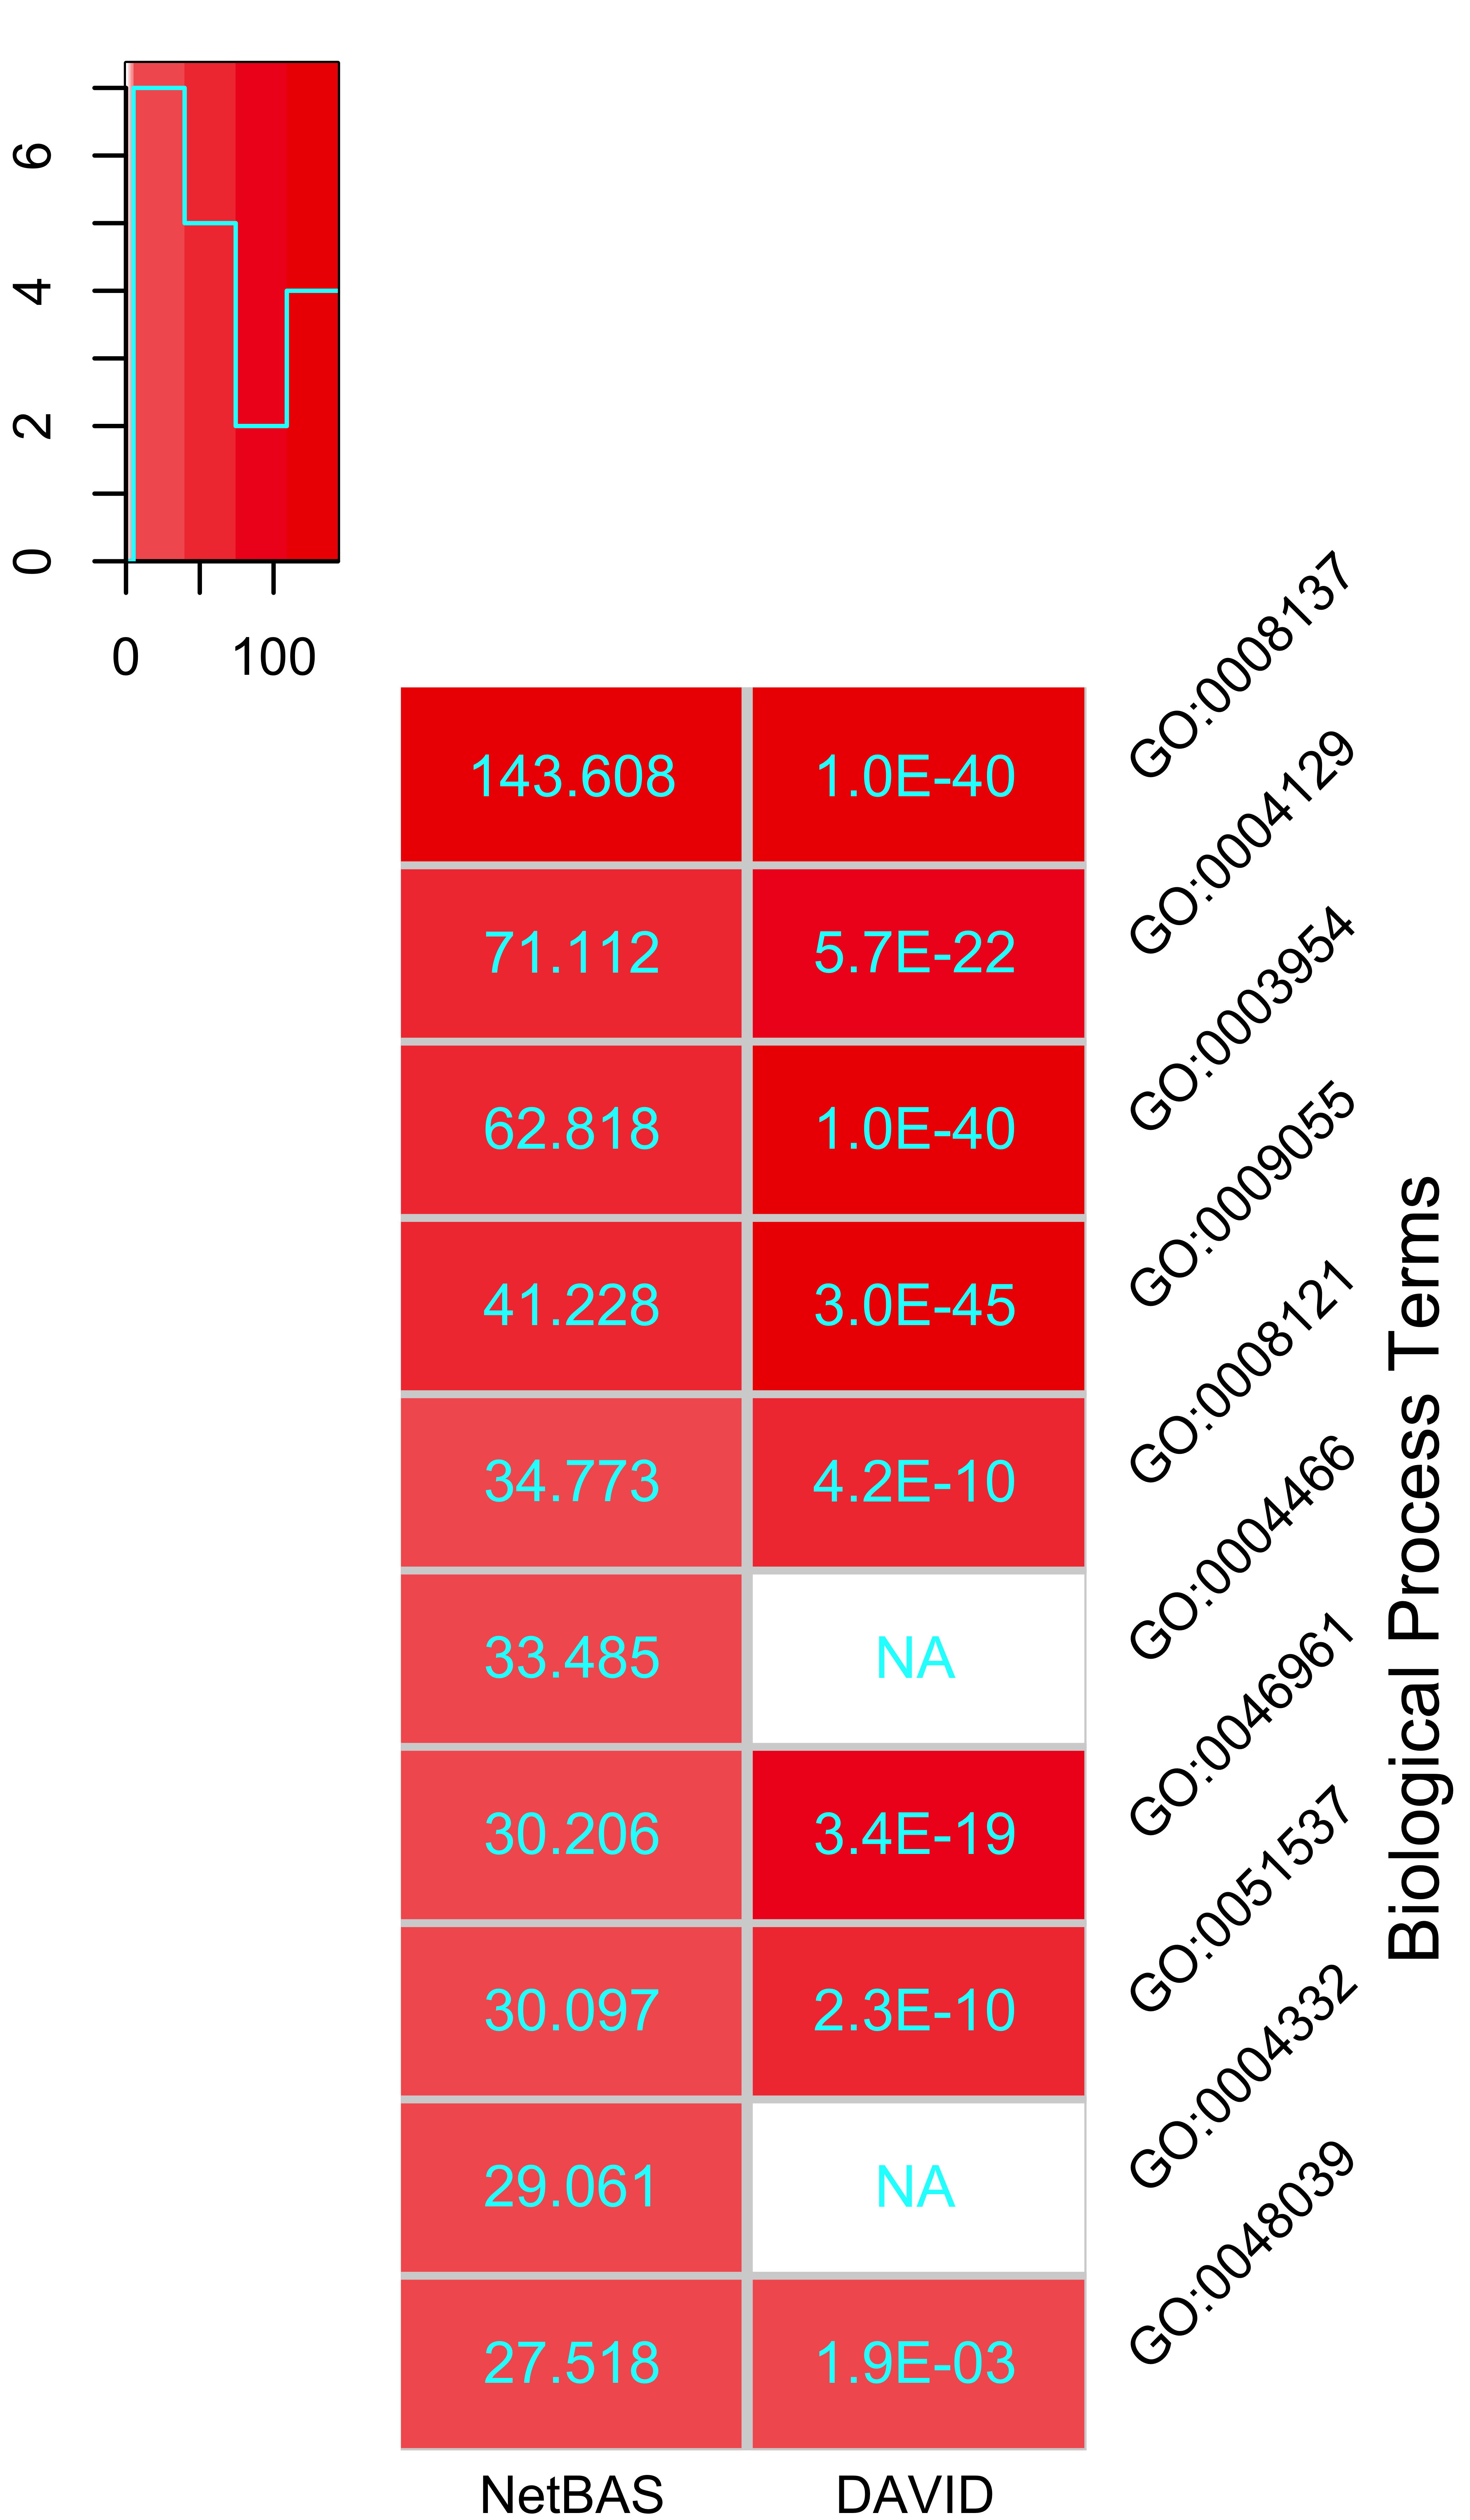 6
4
2
0
0 100
143.608 1.0E-40 GO:0008137
71.112 5.7E-22 GO:0004129
62.818 1.0E-40 GO:0003954
41.228 3.0E-45 GO:0009055
34.773 4.2E-10 GO:0008121
33.485 NA GO:0004466
30.206 3.4E-19 GO:0046961
30.097 2.3E-10 GO:0051537
29.061 NA GO:0004332
27.518 1.9E-03 GO:0048039
NetBAS DAVID
Biological Process Terms